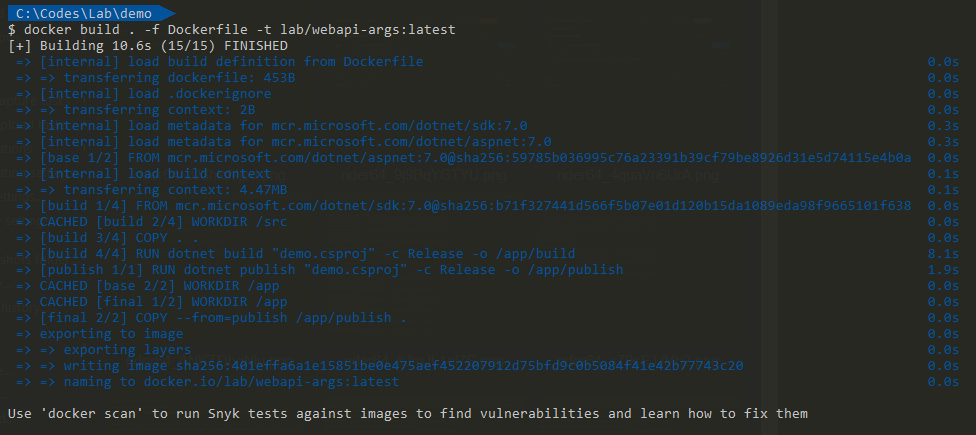 C:\Codes\Lab\demo
$ docker build . -f Dockerfile -t lab/webapi-args:latest
[+] Building 10.6s (15/15) FINISHED
=> [internal] load build definition from Dockerfile 0.0s
=> => transferring dockerfile: 453B 0.0s
=> [internal] load .dockerignore 0.0s
=> => transferring context: 2B 0.0s
=> [internal] load metadata for mcr.microsoft.com/dotnet/sdk:7.0 0.3s
=> [internal] load metadata for mcr.microsoft.com/dotnet/aspnet:7.0 0.3s
=> [base 1/2] FROM mcr.microsoft.com/dotnet/aspnet:7.0@sha256:59785b036995c76a23391b39cf79be8926d31e5d74115e4b0a 0.0s
=> [internal] load build context 0.1s
=> => transferring context: 4.47MB 0.1s
=> [build 1/4] FROM mcr.microsoft.com/dotnet/sdk:7.0@sha256:b71f327441d566f5b07e01d120b15da1089eda98f9665101f638 0.0s
=> CACHED [build 2/4] WORKDIR /src 0.0s
=> [build 3/4] COPY . . 0.0s
=> [build 4/4] RUN dotnet build "demo.csproj" -c Release -o /app/build 8.1s
=> [publish 1/1] RUN dotnet publish "demo.csproj" -c Release -o /app/publish 1.9s
=> CACHED [base 2/2] WORKDIR /app 0.0s
=> CACHED [final 1/2] WORKDIR /app 0.0s
=> [final 2/2] COPY --from=publish /app/publish . 0.0s
=> exporting to image 0.0s
=> => exporting layers 0.0s
=> => writing image sha256:401effa6a1e15851be0e475aef452207912d75bfd9c0b5084f41e42b77743c20 0.0s
=> => naming to docker.io/lab/webapi-args:latest 0.0s
Use 'docker scan' to run Snyk tests against images to find vulnerabilities and learn how to fix them